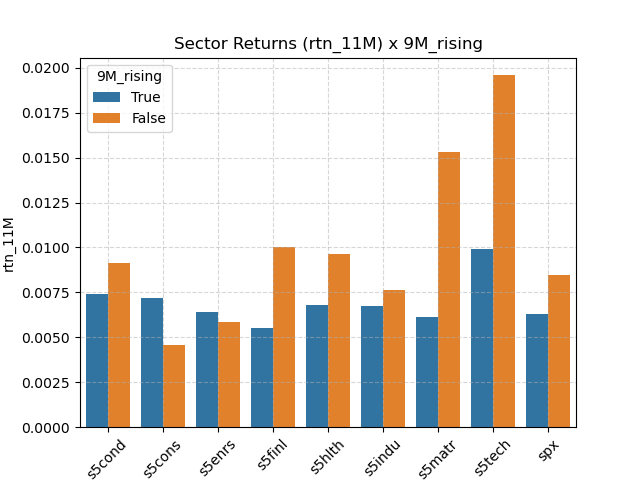 Sector Returns (rtn_11M) x 9M_rising
9M_rising
True
False
rtn_11M
0.0200
0.0175
0.0150
0.0125
0.0100
0.0075
0.0050
0.0025
0.0000
s5cond
s5cons
s5enrs
s5finl
s5hlth
s5indu
s5matr
s5tech
spx